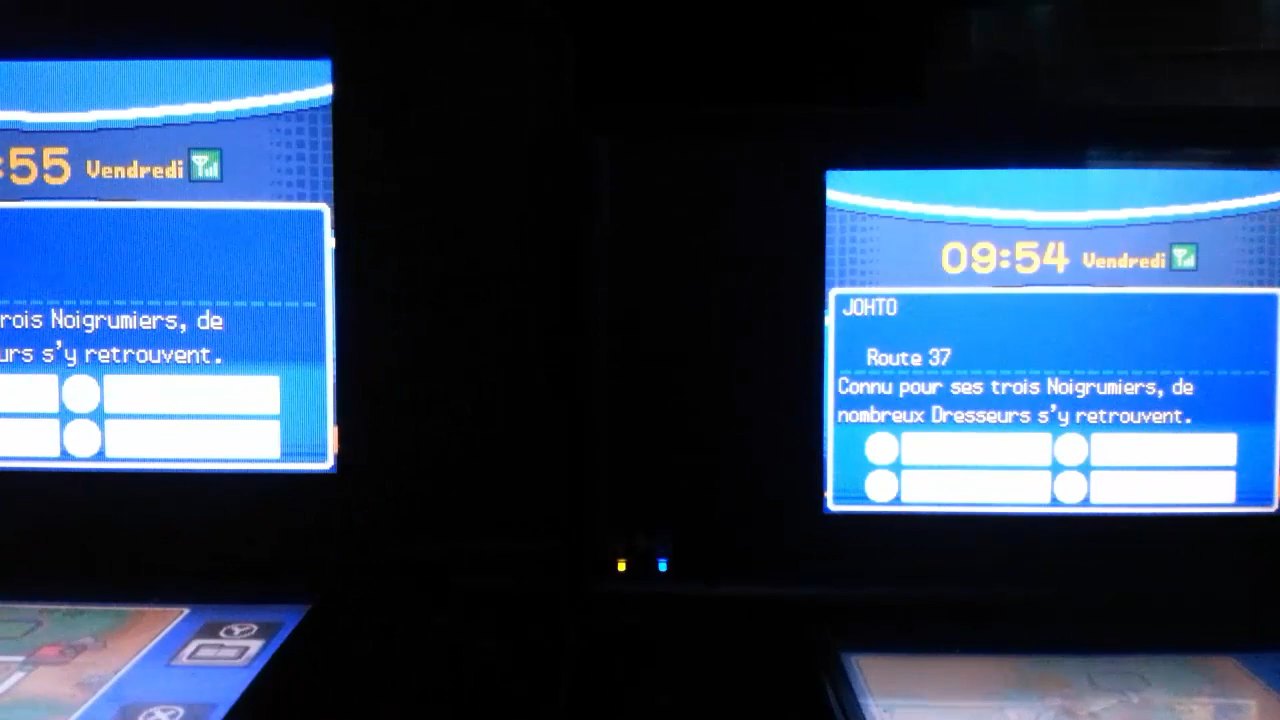 :55 Vendredi
rois Noigrumiers, de
urs s'y retrouvent.
09:54 Vendredi
JOHTO
Route 37
Connu pour ses trois Noigrumiers, de
nombreux Dresseurs s'y retrouvent.